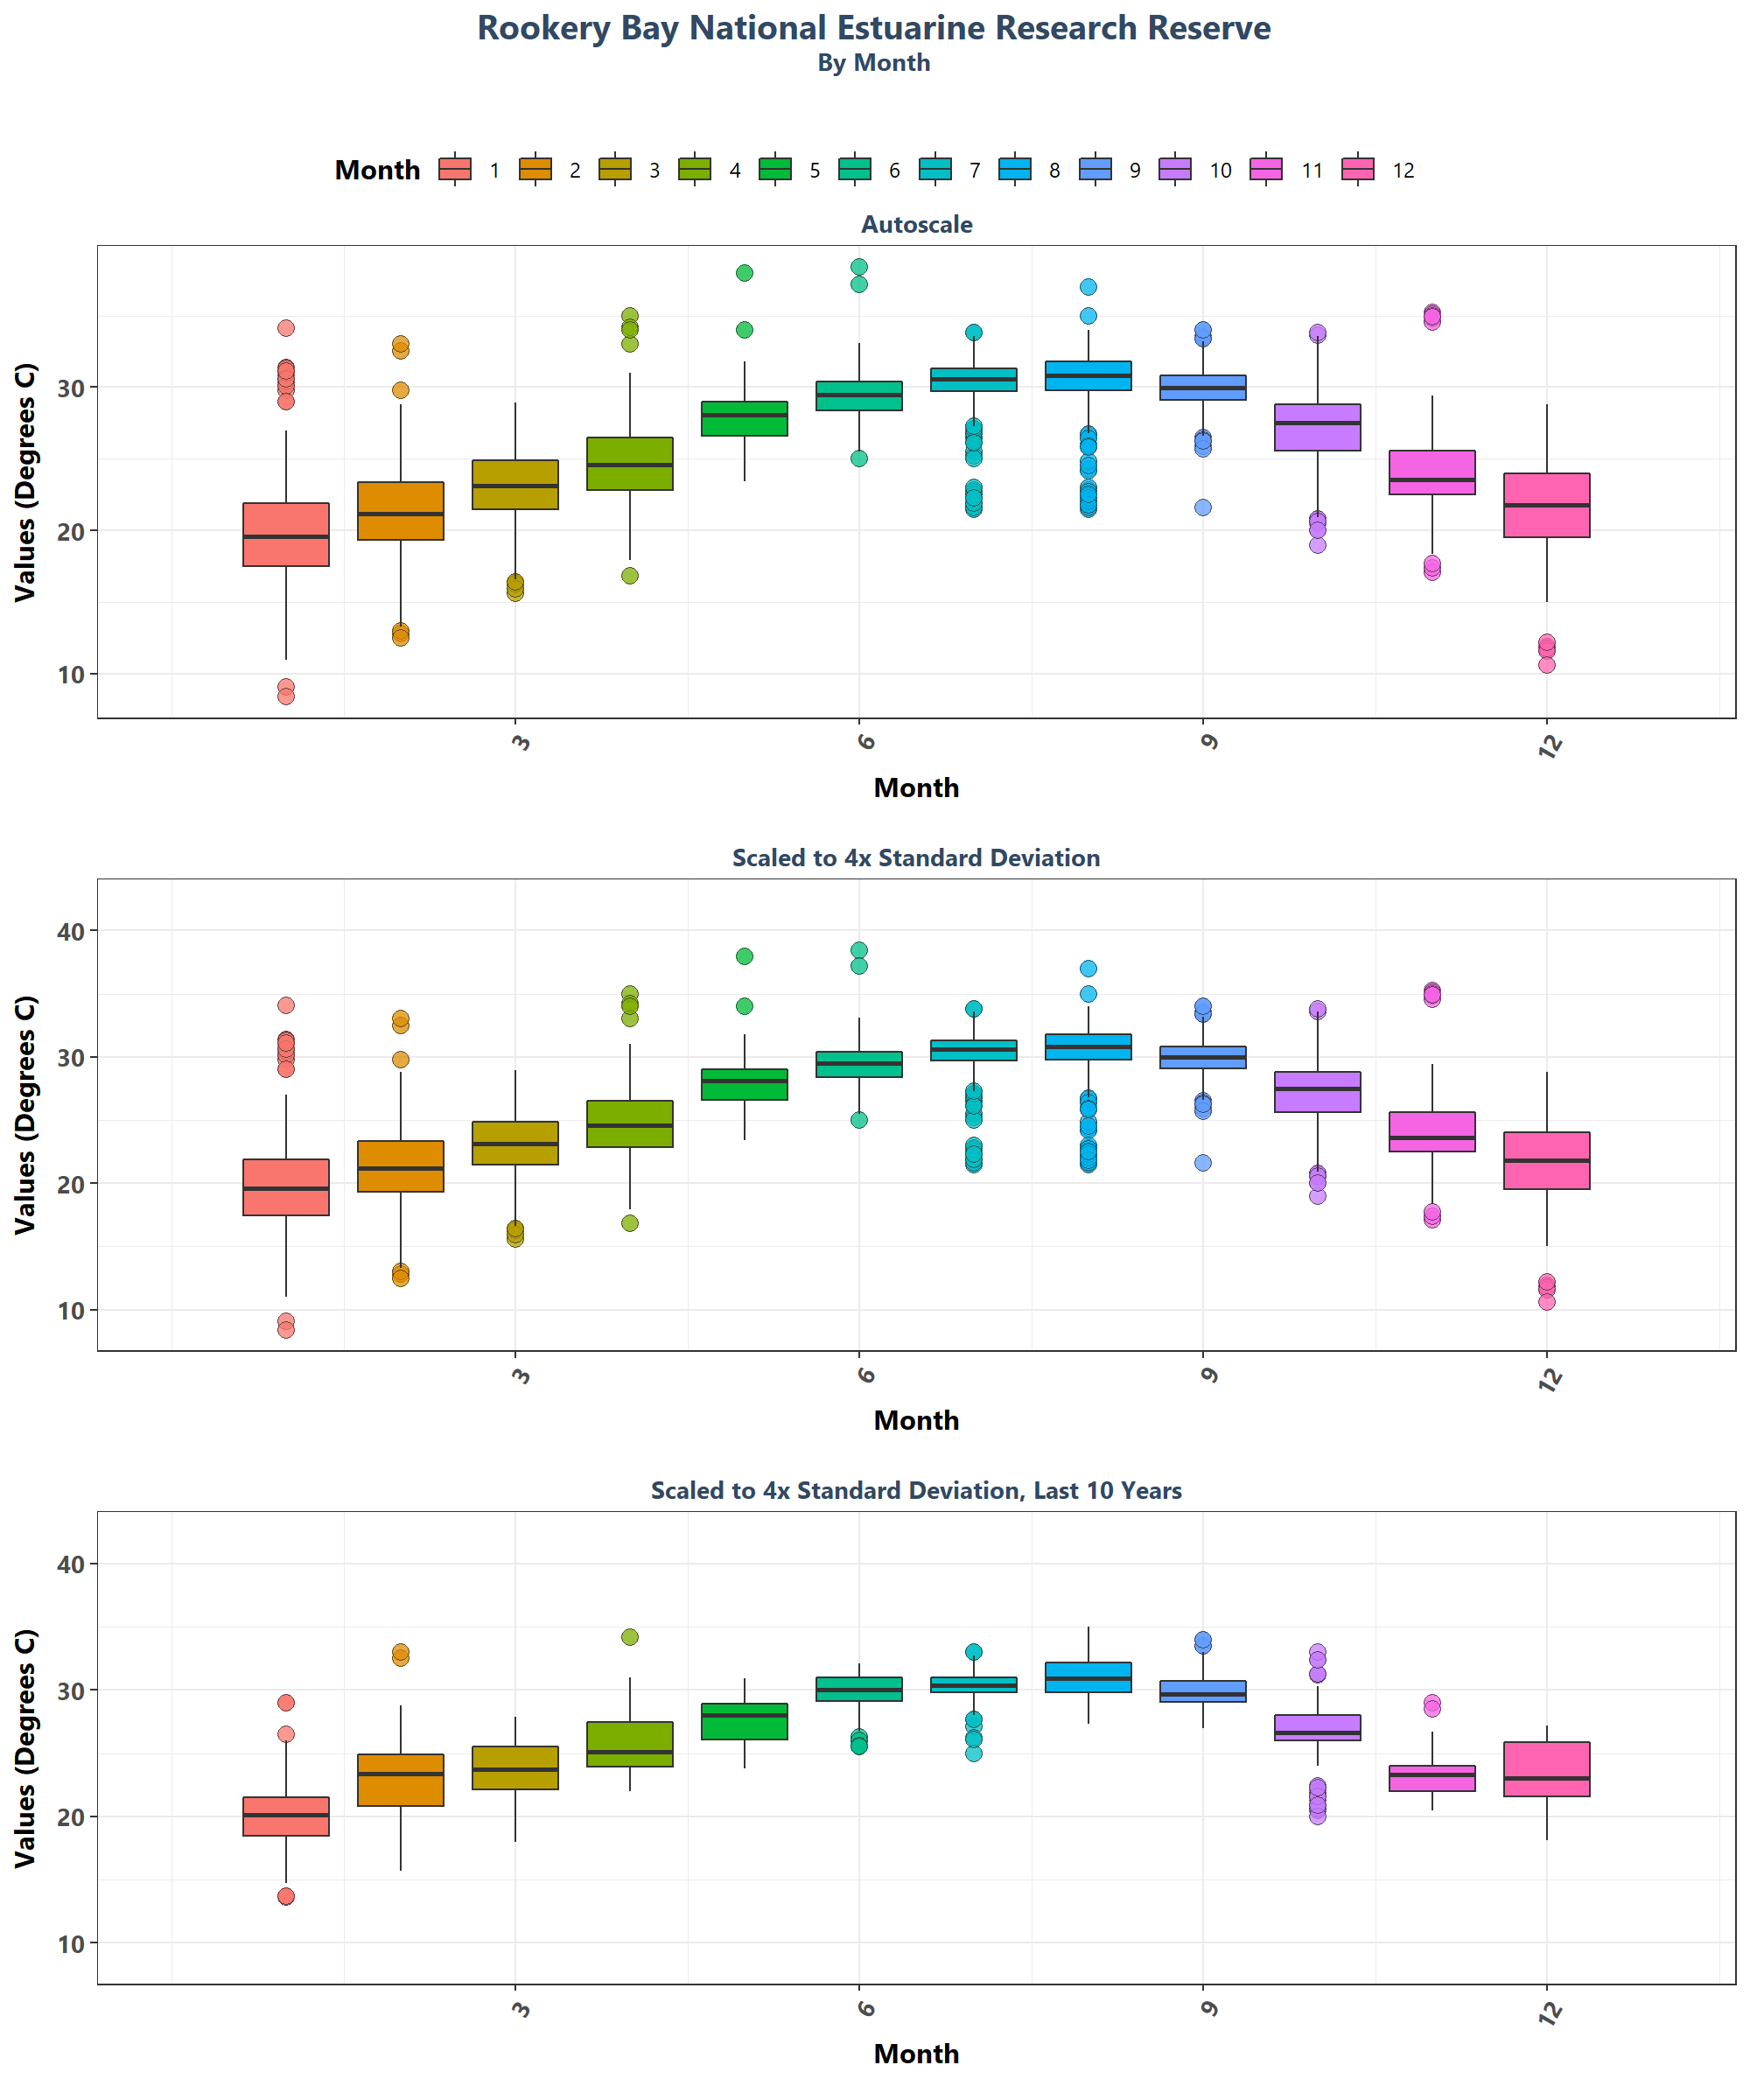 Rookery Bay National Estuarine Research Reserve
By Month
Month 1 2 3 4 5 6 7 8 9 10 11 12
Autoscale
Values (Degrees C)
30
20
10
3 6 9 12
Month
Scaled to 4x Standard Deviation
Values (Degrees C)
40
30
20
10
3 6 9 12
Month
Scaled to 4x Standard Deviation, Last 10 Years
Values (Degrees C)
40
30
20
10
3 6 9 12
Month